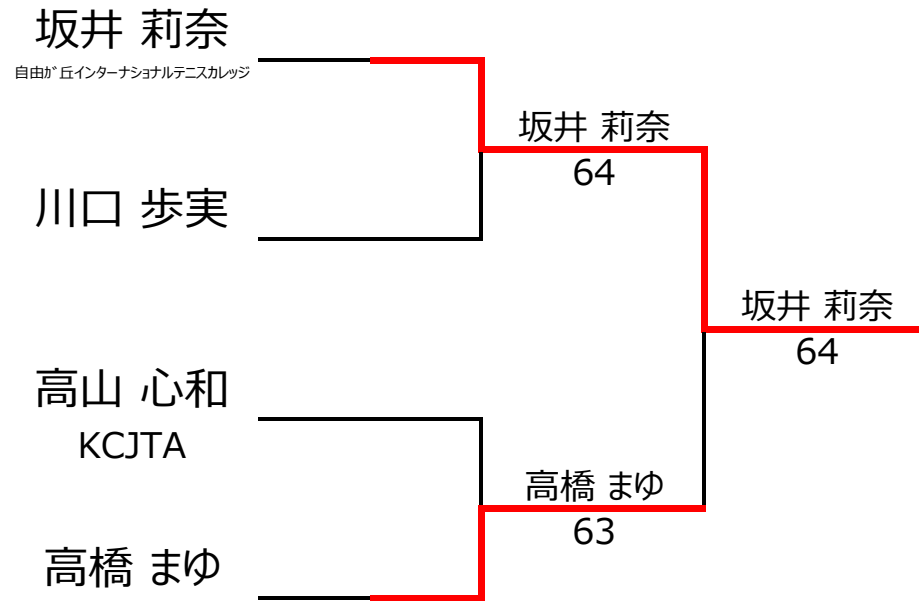 坂井 莉奈
自由が丘インターナショナルテニスカレッジ
坂井 莉奈
64
川口 歩実
坂井 莉奈
64
高山 心和
KCJTA
高橋 まゆ
63
高橋 まゆ